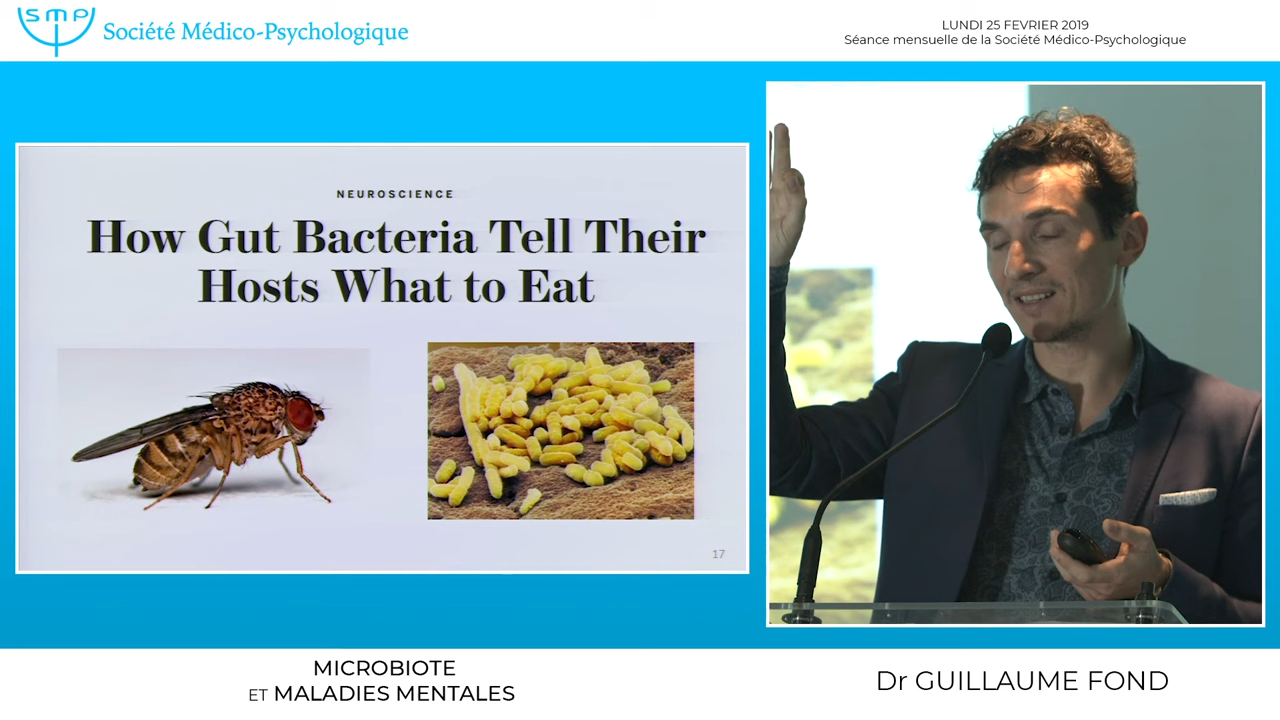 SMP
Société Médico-Psychologique
LUNDI 25 FEVRIER 2019
Séance mensuelle de la Société Médico-Psychologique
NEUROSCIENCE
How Gut Bacteria Tell Their
Hosts What to Eat
17
MICROBIOTE
ET MALADIES MENTALES
Dr GUILLAUME FOND